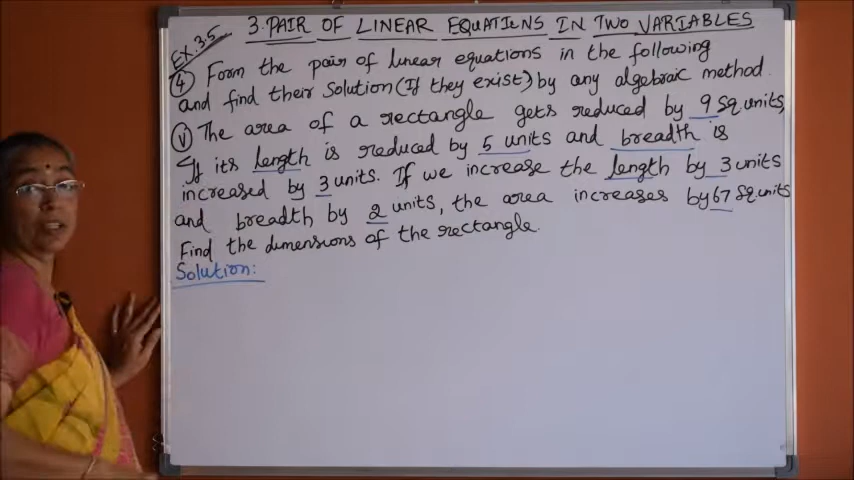 EX.3.5
3. PAIR OF LINEAR EQUATIONS IN TWO VARIABLES
④ Form the pair of linear equations in the following
and find their Solution (If they exist) by any algebraic method.
ⓥ The area of a rectangle gets reduced by 9 Sq units,
If its length is reduced by 5 units and breadth is
increased by 3 units. If we increase the length by 3 units
and breadth by 2 units, the area increases by 67 Sq units
Find the dimensions of the rectangle.
Solution: